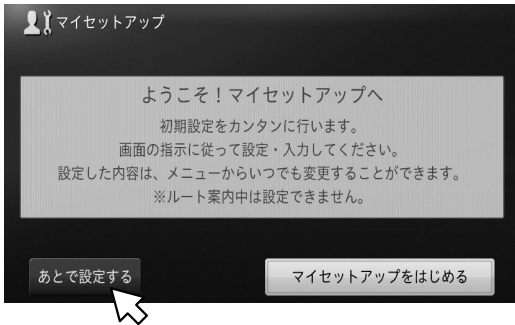 マイセットアップ
ようこそ！マイセットアップへ
初期設定をカンタンに行います。
画面の指示に従って設定・入力してください。
設定した内容は、メニューからいつでも変更することができます。
※ルート案内中は設定できません。
あとで設定する
マイセットアップをはじめる